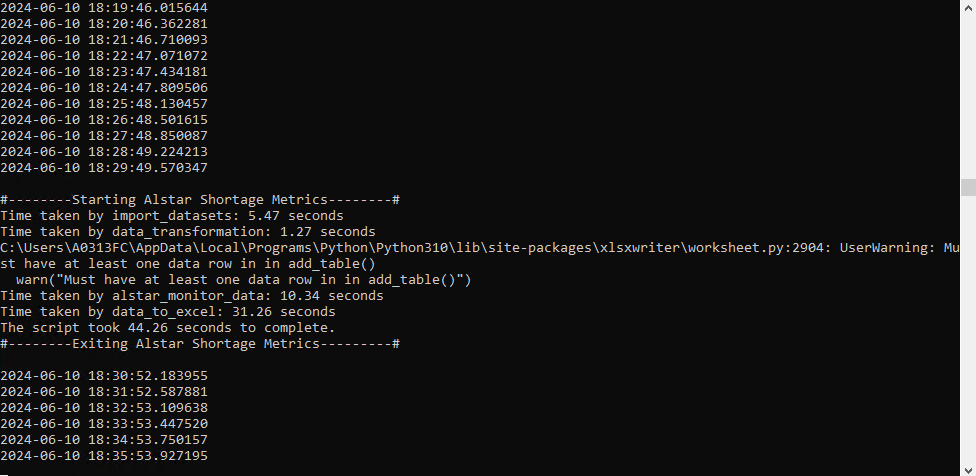 2024-06-10 18:19:46.015644
2024-06-10 18:20:46.362281
2024-06-10 18:21:46.710093
2024-06-10 18:22:47.071072
2024-06-10 18:23:47.434181
2024-06-10 18:24:47.809506
2024-06-10 18:25:48.130457
2024-06-10 18:26:48.501615
2024-06-10 18:27:48.850087
2024-06-10 18:28:49.224213
2024-06-10 18:29:49.570347
#--------Starting Alstar Shortage Metrics--------#
Time taken by import_datasets: 5.47 seconds
Time taken by data_transformation: 1.27 seconds
C:\Users\A0313FC\AppData\Local\Programs\Python\Python310\lib\site-packages\xlsxwriter\worksheet.py:2904: UserWarning: Mu
st have at least one data row in in add_table()
  warn("Must have at least one data row in in add_table()")
Time taken by alstar_monitor_data: 10.34 seconds
Time taken by data_to_excel: 31.26 seconds
The script took 44.26 seconds to complete.
#--------Exiting Alstar Shortage Metrics---------#
2024-06-10 18:30:52.183955
2024-06-10 18:31:52.587881
2024-06-10 18:32:53.109638
2024-06-10 18:33:53.447520
2024-06-10 18:34:53.750157
2024-06-10 18:35:53.927195